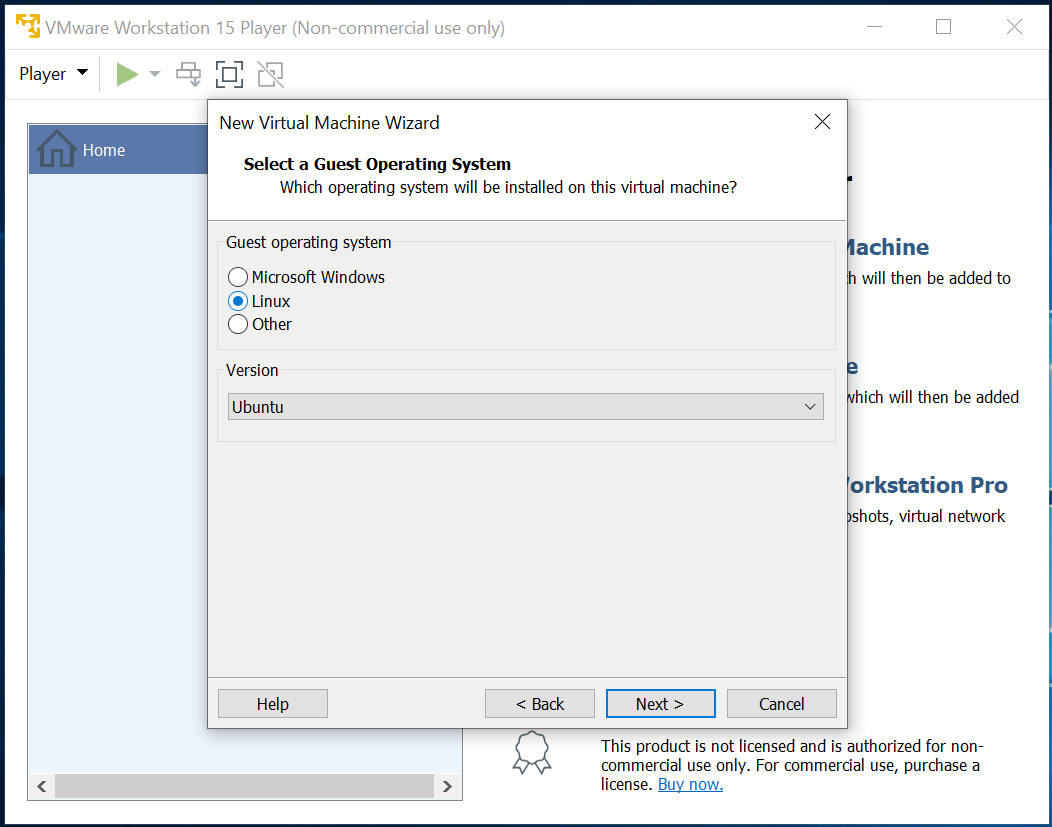 VMware Workstation 15 Player (Non-commercial use only)
Player
Home
New Virtual Machine Wizard
Select a Guest Operating System
Which operating system will be installed on this virtual machine?
Guest operating system
Microsoft Windows
Linux
Other
Version
Ubuntu
Help
< Back
Next >
Cancel
Machine
will then be added to
which will then be added
Workstation Pro
virtual network
This product is not licensed and is authorized for non-
commercial use only. For commercial use, purchase a
license. Buy now.